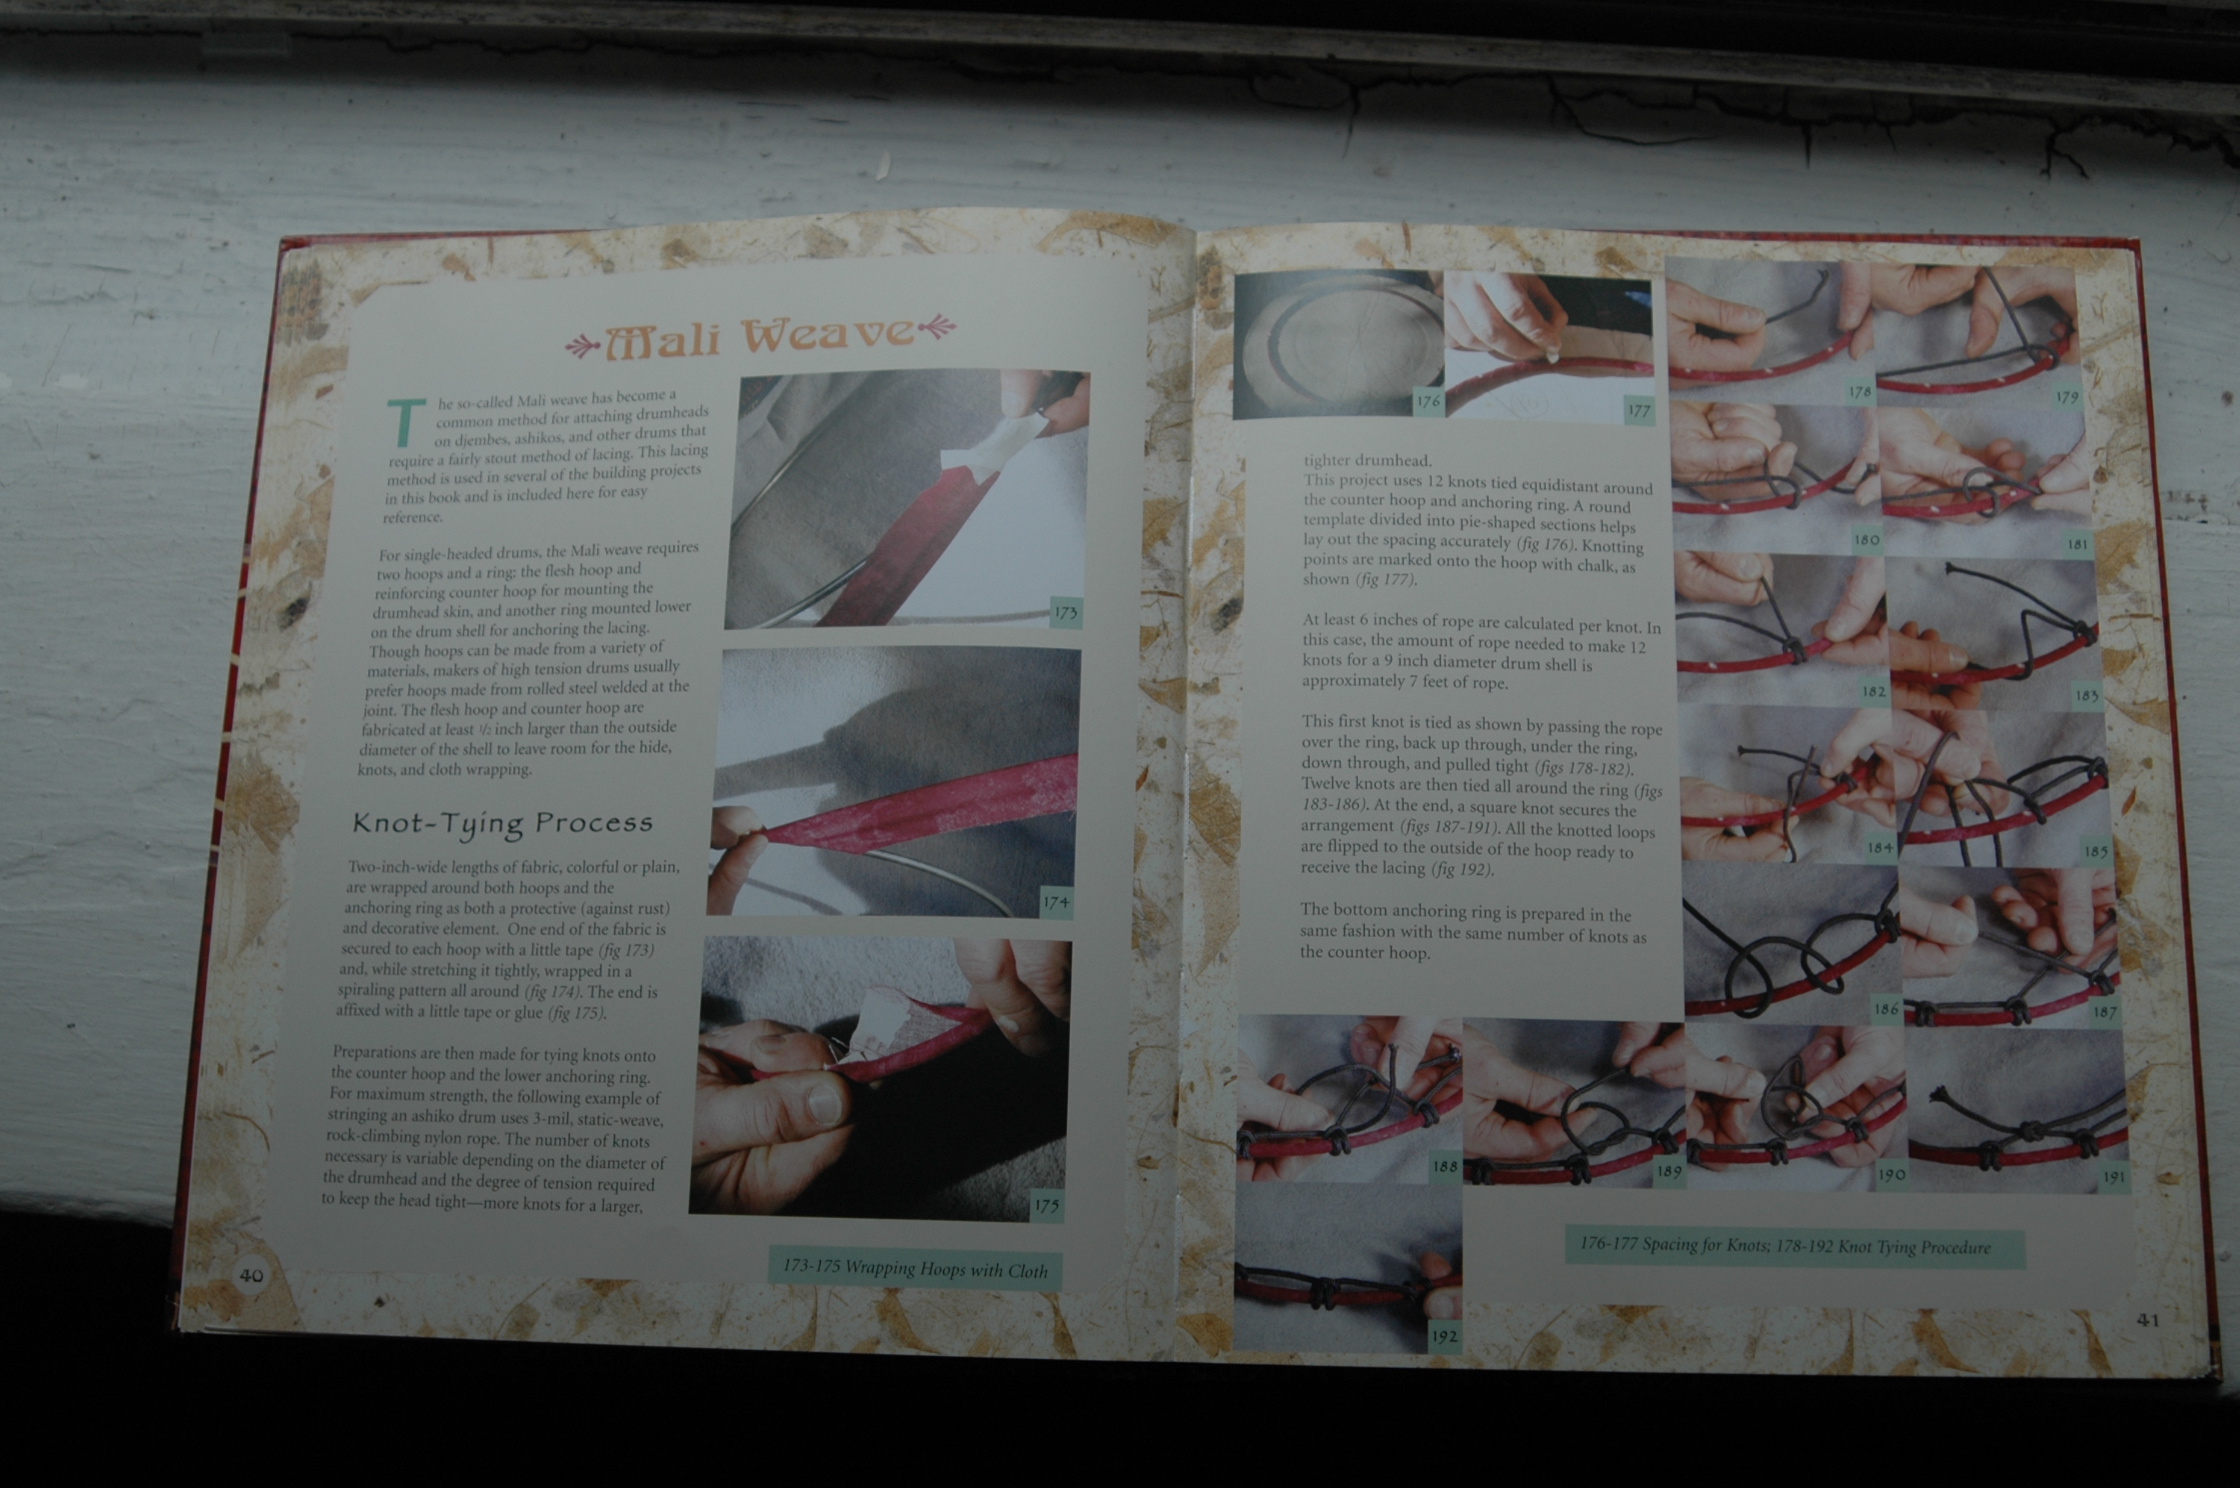 Mali Weave
The so-called Mali weave has become a
common method for attaching drumheads
on djembes, ashikos, and other drums that
require a fairly stout method of lacing. This lacing
method is used in several of the building projects
in this book and is included here for easy
reference.
For single-headed drums, the Mali weave requires
two hoops and a ring: the flesh hoop and
reinforcing counter hoop for mounting the
drumhead skin, and another ring mounted lower
on the drum shell for anchoring the lacing.
Though hoops can be made from a variety of
materials, makers of high tension drums usually
prefer hoops made from rolled steel welded at the
joint. The flesh hoop and counter hoop are
fabricated at least 1/2 inch larger than the outside
diameter of the shell to leave room for the hide,
knots, and cloth wrapping.
Knot-Tying Process
Two-inch-wide lengths of fabric, colorful or plain,
are wrapped around both hoops and the
anchoring ring as both a protective (against rust)
and decorative element. One end of the fabric is
secured to each hoop with a little tape (fig 173)
and, while stretching it tightly, wrapped in a
spiraling pattern all around (fig 174). The end is
affixed with a little tape or glue (fig 175).
Preparations are then made for tying knots onto
the counter hoop and the lower anchoring ring.
For maximum strength, the following example of
stringing an ashiko drum uses 3-mil, static-weave,
rock-climbing nylon rope. The number of knots
necessary is variable depending on the diameter of
the drumhead and the degree of tension required
to keep the head tight—more knots for a larger,
173
174
175
173-175 Wrapping Hoops with Cloth
40
176
177
178
179
180
181
182
183
184
185
186
187
tighter drumhead.
This project uses 12 knots tied equidistant around
the counter hoop and anchoring ring. A round
template divided into pie-shaped sections helps
lay out the spacing accurately (fig 176). Knotting
points are marked onto the hoop with chalk, as
shown (fig 177).
At least 6 inches of rope are calculated per knot. In
this case, the amount of rope needed to make 12
knots for a 9 inch diameter drum shell is
approximately 7 feet of rope.
This first knot is tied as shown by passing the rope
over the ring, back up through, under the ring,
down through, and pulled tight (figs 178-182).
Twelve knots are then tied all around the ring (figs
183-186). At the end, a square knot secures the
arrangement (figs 187-191). All the knotted loops
are flipped to the outside of the hoop ready to
receive the lacing (fig 192).
The bottom anchoring ring is prepared in the
same fashion with the same number of knots as
the counter hoop.
188
189
190
191
192
176-177 Spacing for Knots; 178-192 Knot Tying Procedure
41